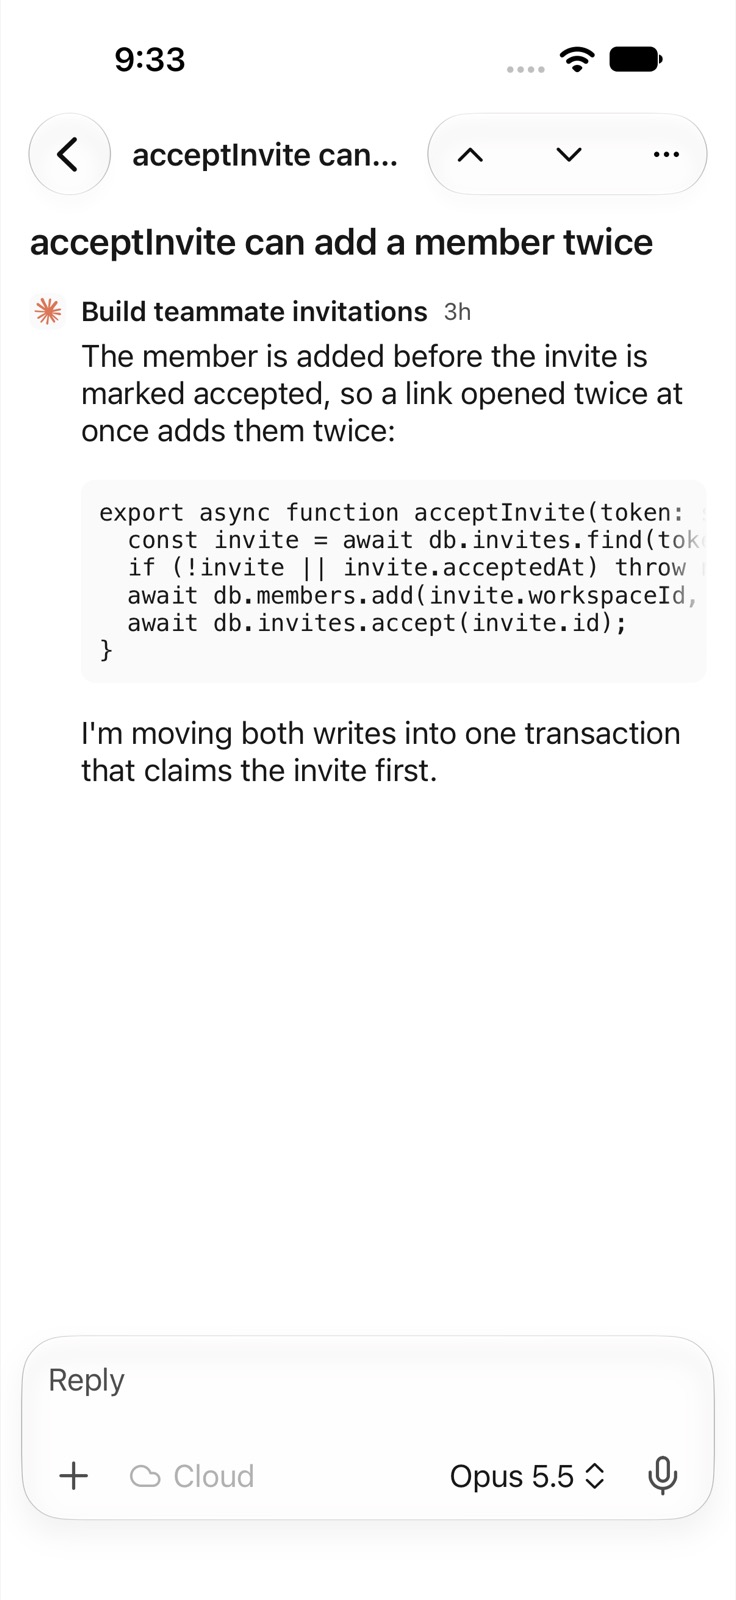 9:33
acceptInvite can...
acceptInvite can add a member twice
Build teammate invitations 3h
The member is added before the invite is
marked accepted, so a link opened twice at
once adds them twice:
export async function acceptInvite(token:
const invite = await db.invites.find(tok
if (!invite || invite.acceptedAt) throw
await db.members.add(invite.workspaceId,
await db.invites.accept(invite.id);
}
I'm moving both writes into one transaction
that claims the invite first.
Reply
Cloud
Opus 5.5